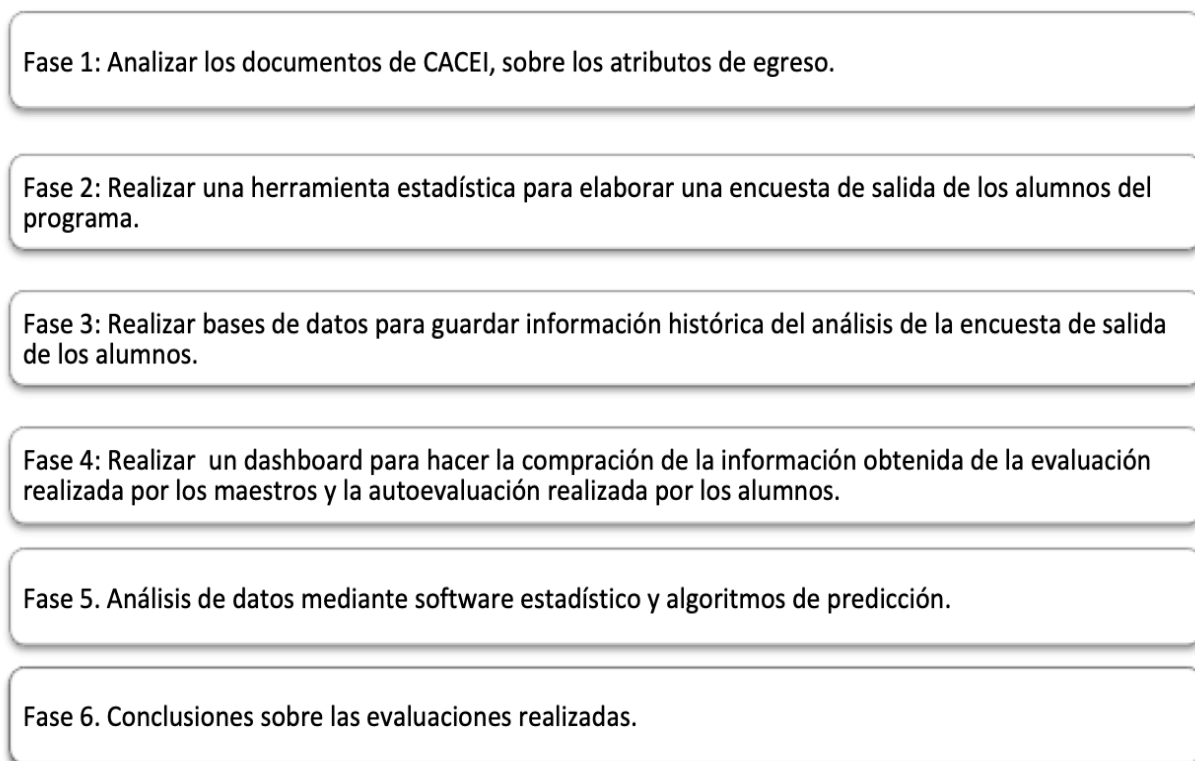 Fase 1: Analizar los documentos de CACEI, sobre los atributos de egreso.
Fase 2: Realizar una herramienta estadística para elaborar una encuesta de salida de los alumnos del
programa.
Fase 3: Realizar bases de datos para guardar información histórica del análisis de la encuesta de salida
de los alumnos.
Fase 4: Realizar  un dashboard para hacer la compración de la información obtenida de la evaluación
realizada por los maestros y la autoevaluación realizada por los alumnos.
Fase 5. Análisis de datos mediante software estadístico y algoritmos de predicción.
Fase 6. Conclusiones sobre las evaluaciones realizadas.